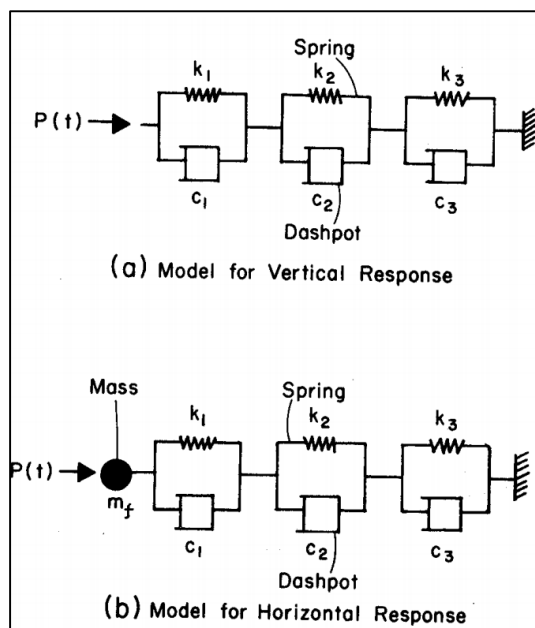 Spring
k1 k2 k3
P(t)
c1 c2 c3
Dashpot
(a) Model for Vertical Response
Mass
Spring
k1 k2 k3
P(t)
mf
c1 c2 c3
Dashpot
(b) Model for Horizontal Response